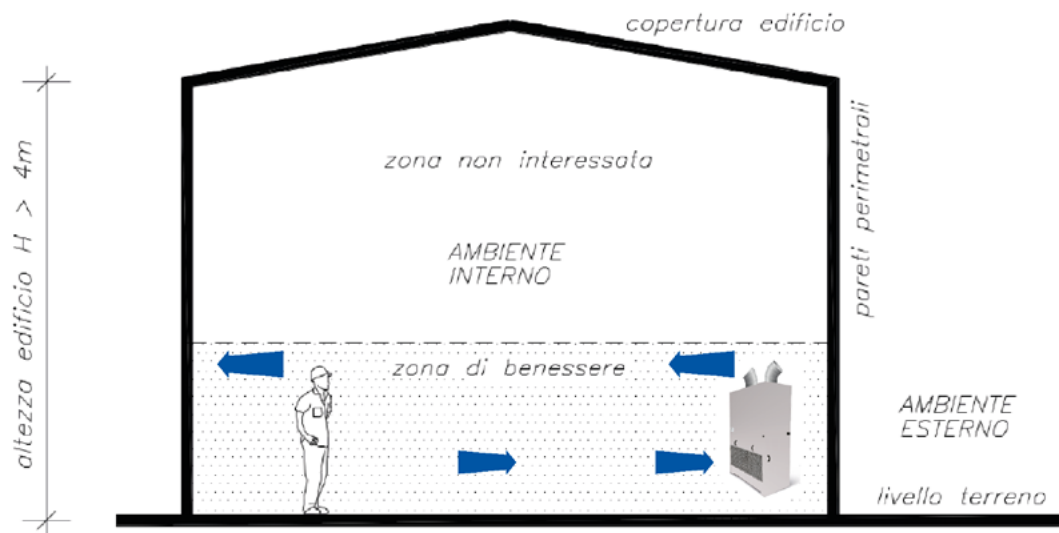 copertura edificio
altezza edificio H > 4m
zona non interessata
pareti perimetrali
AMBIENTE
INTERNO
zona di benessere
AMBIENTE
ESTERNO
livello terreno